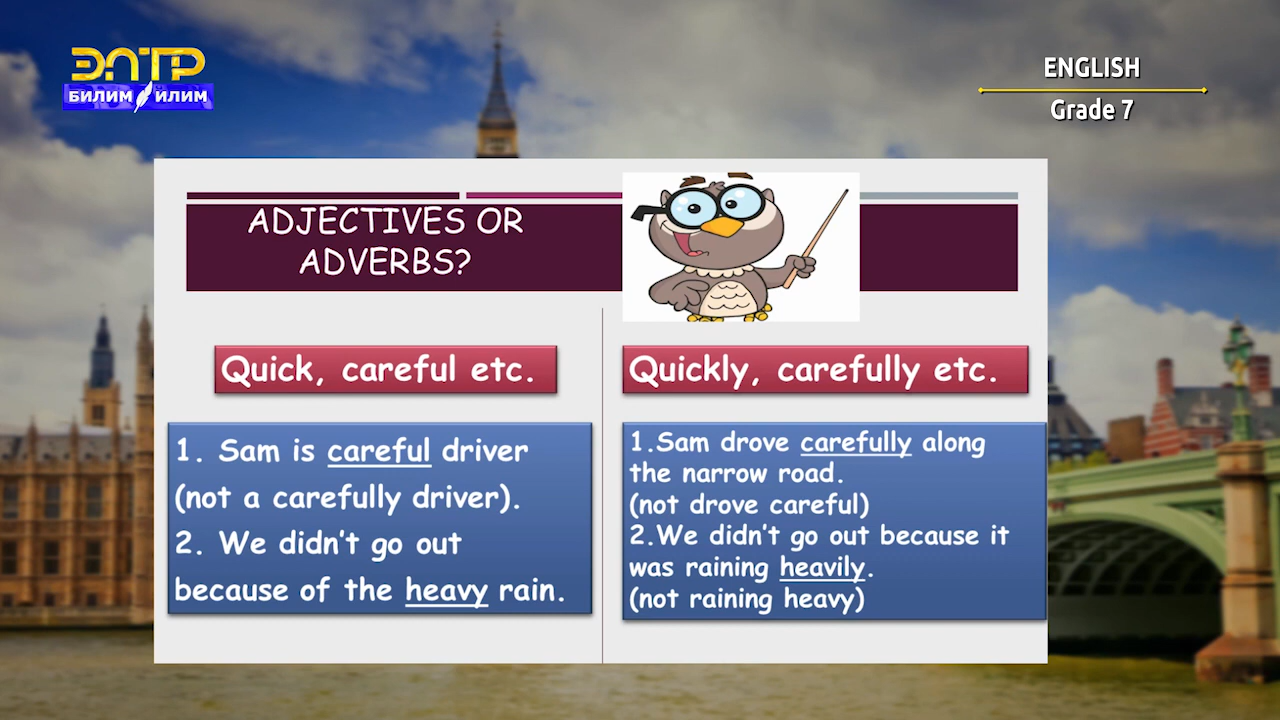 ЭЛТР
БИЛИМ ИЛИМ
ENGLISH
Grade 7
ADJECTIVES OR
ADVERBS?
Quick, careful etc.
1. Sam is careful driver
(not a carefully driver).
2. We didn't go out
because of the heavy rain.
Quickly, carefully etc.
1.Sam drove carefully along
the narrow road.
(not drove careful)
2.We didn't go out because it
was raining heavily.
(not raining heavy)